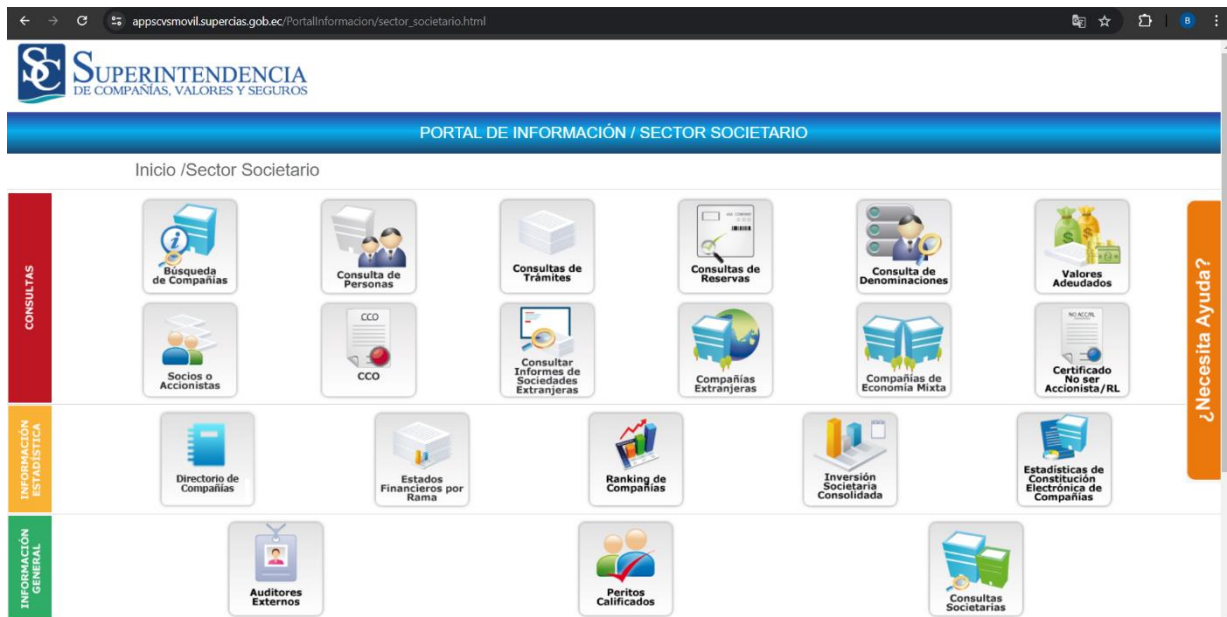 appscvsmovil.supercias.gob.ec/PortalInformacion/sector_societario.html
B
SC SUPERINTENDENCIA
DE COMPAÑÍAS, VALORES Y SEGUROS
PORTAL DE INFORMACIÓN / SECTOR SOCIETARIO
Inicio /Sector Societario
CONSULTAS
Búsqueda
de Compañías
Consulta de
Personas
Consultas de
Trámites
Consultas de
Reservas
Consulta de
Denominaciones
Valores
Adeudados
Socios o
Accionistas
CCO
CCO
Consultar
Informes de
Sociedades
Extranjeras
Compañías
Extranjeras
Compañías de
Economía Mixta
NO ACC/RL
Certificado
No ser
Accionista/RL
¿Necesita Ayuda?
INFORMACIÓN
ESTADÍSTICA
Directorio de
Compañías
Estados
Financieros por
Rama
Ranking de
Compañías
Inversión
Societaria
Consolidada
Estadísticas de
Constitución
Electrónica de
Compañías
INFORMACIÓN
GENERAL
Auditores
Externos
Peritos
Calificados
Consultas
Societarias